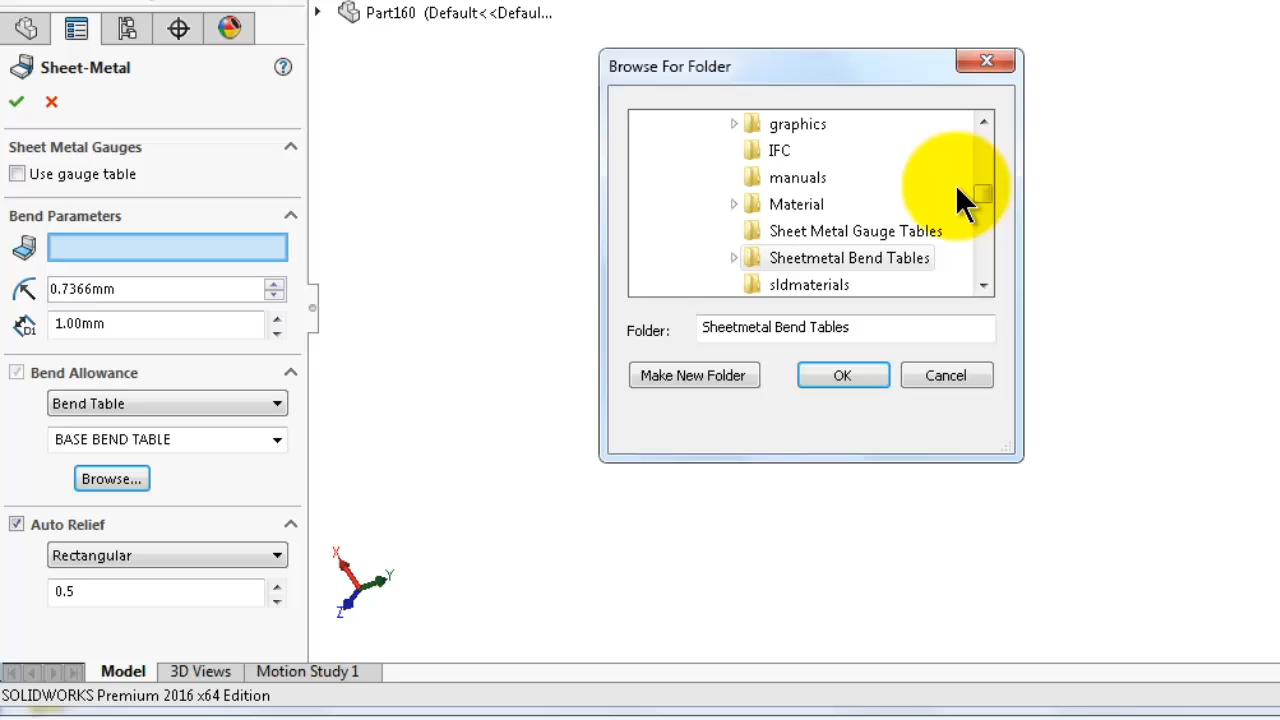 Part160 (Default<<Defaul...
Sheet-Metal
Sheet Metal Gauges
Use gauge table
Bend Parameters
0.7366mm
D1
1.00mm
Bend Allowance
Bend Table
BASE BEND TABLE
Browse...
Auto Relief
Rectangular
0.5
Browse For Folder
graphics
IFC
manuals
Material
Sheet Metal Gauge Tables
Sheetmetal Bend Tables
sldmaterials
Folder: Sheetmetal Bend Tables
Make New Folder OK Cancel
X
Y
Z
Model 3D Views Motion Study 1
SOLIDWORKS Premium 2016 x64 Edition